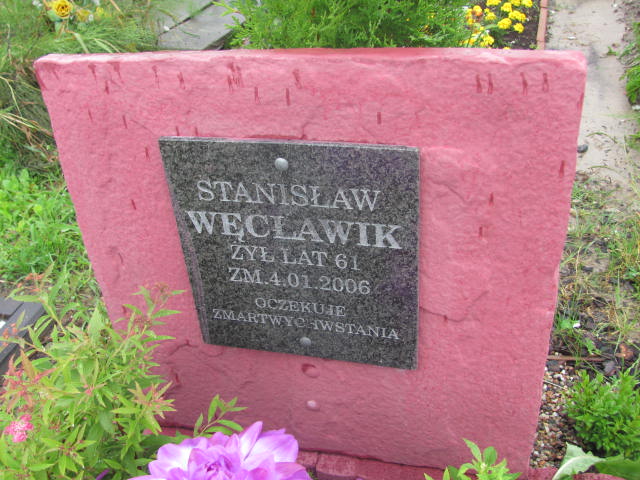 STANISŁAW
WĘCŁAWIK
ŻYŁ LAT 61
ZM.4.01.2006
OCZEKUJE
ZMARTWYCHWSTANIA